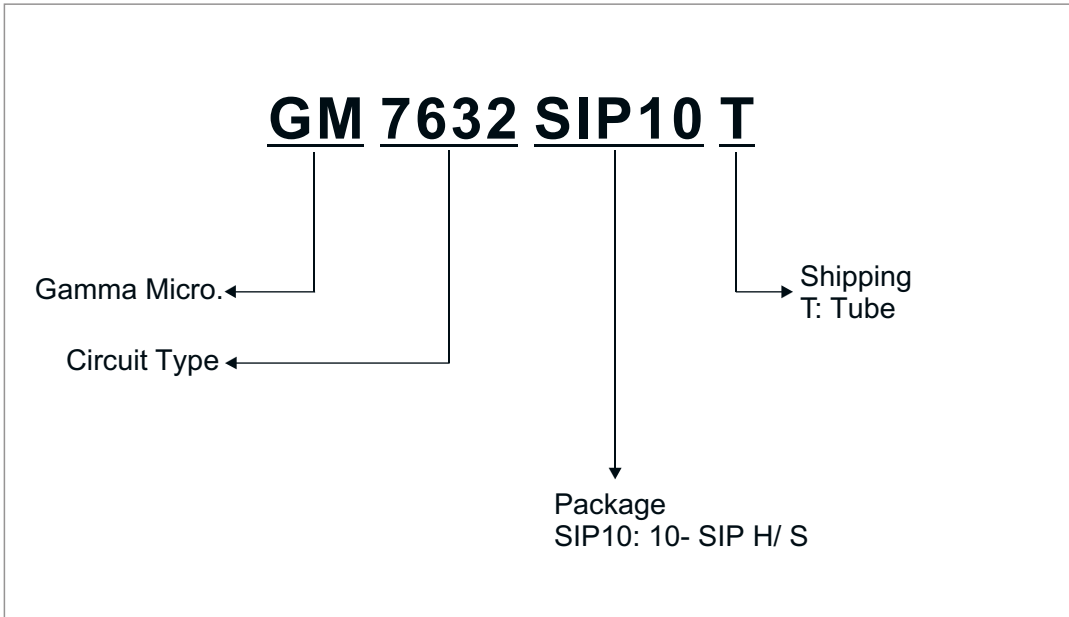 GM 7632 SIP10 T
Gamma Micro.
Shipping
T: Tube
Circuit Type
Package
SIP10: 10- SIP H/ S